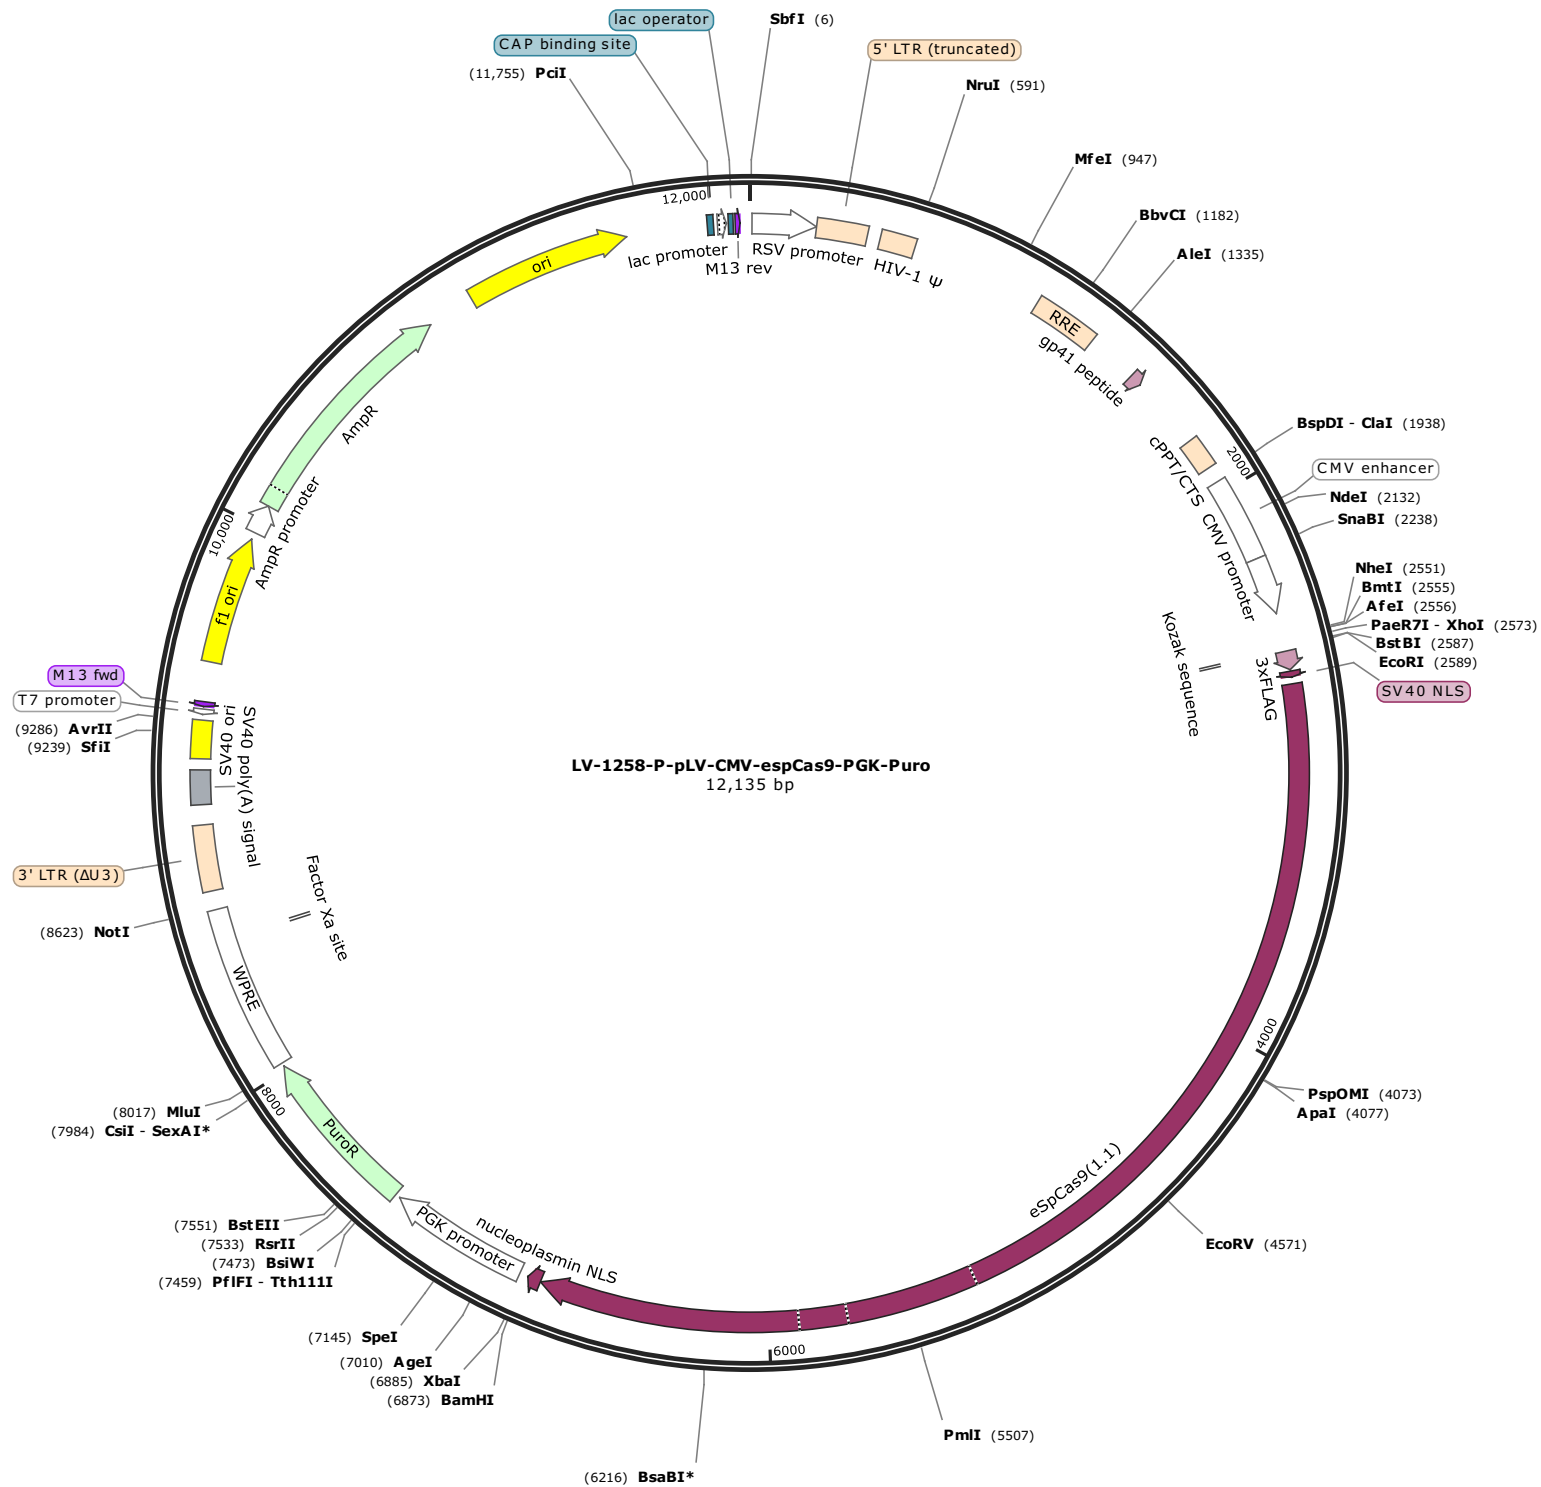 lac operator
SbfI (6)
CAP binding site
5' LTR (truncated)
(11,755) PciI
NruI (591)
MfeI (947)
12,000
BbvCI (1182)
lac promoter
RSV promoter
AleI (1335)
M13 rev
HIV-1 Ψ
ori
RRE
gp41 peptide
AmpR
BspDI - ClaI (1938)
2000
cPPT/CTS
CMV enhancer
NdeI (2132)
SnaBI (2238)
10,000
AmpR promoter
CMV promoter
NheI (2551)
BmtI (2555)
AfeI (2556)
PaeR7I - XhoI (2573)
BstBI (2587)
EcoRI (2589)
f1 ori
Kozak sequence
3xFLAG
SV40 NLS
M13 fwd
T7 promoter
(9286) AvrII
(9239) SfiI
SV40 ori
SV40 poly(A) signal
LV-1258-P-pLV-CMV-espCas9-PGK-Puro
12,135 bp
3' LTR (ΔU3)
Factor Xa site
(8623) NotI
WPRE
4000
8000
PspOMI (4073)
ApaI (4077)
(8017) MluI
(7984) CsiI - SexAI*
PuroR
eSpCas9(1.1)
(7551) BstEII
(7533) RsrII
(7473) BsiWI
(7459) PflFI - Tth111I
PGK promoter
nucleoplasmin NLS
EcoRV (4571)
(7145) SpeI
(7010) AgeI
(6885) XbaI
(6873) BamHI
6000
PmlI (5507)
(6216) BsaBI*